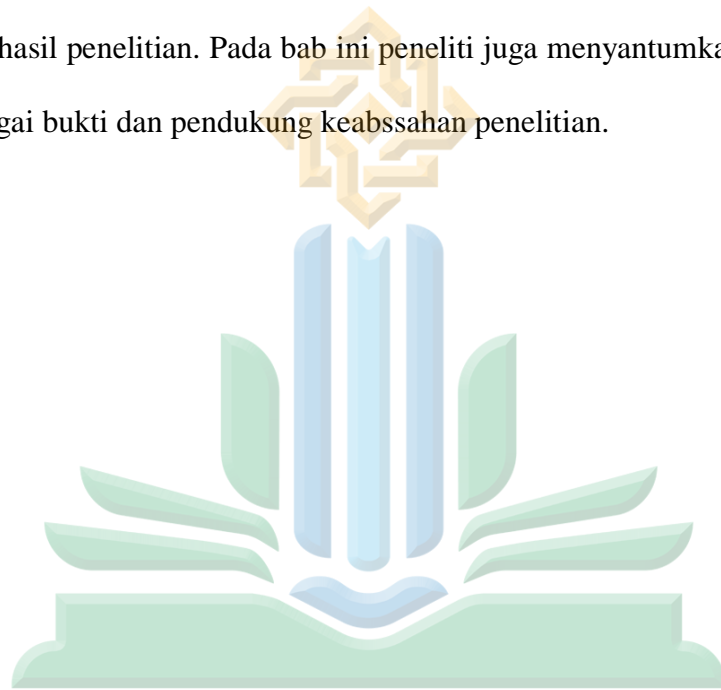 hasil penelitian. Pada bab ini peneliti juga menyantumka
gai bukti dan pendukung keabssahan penelitian.